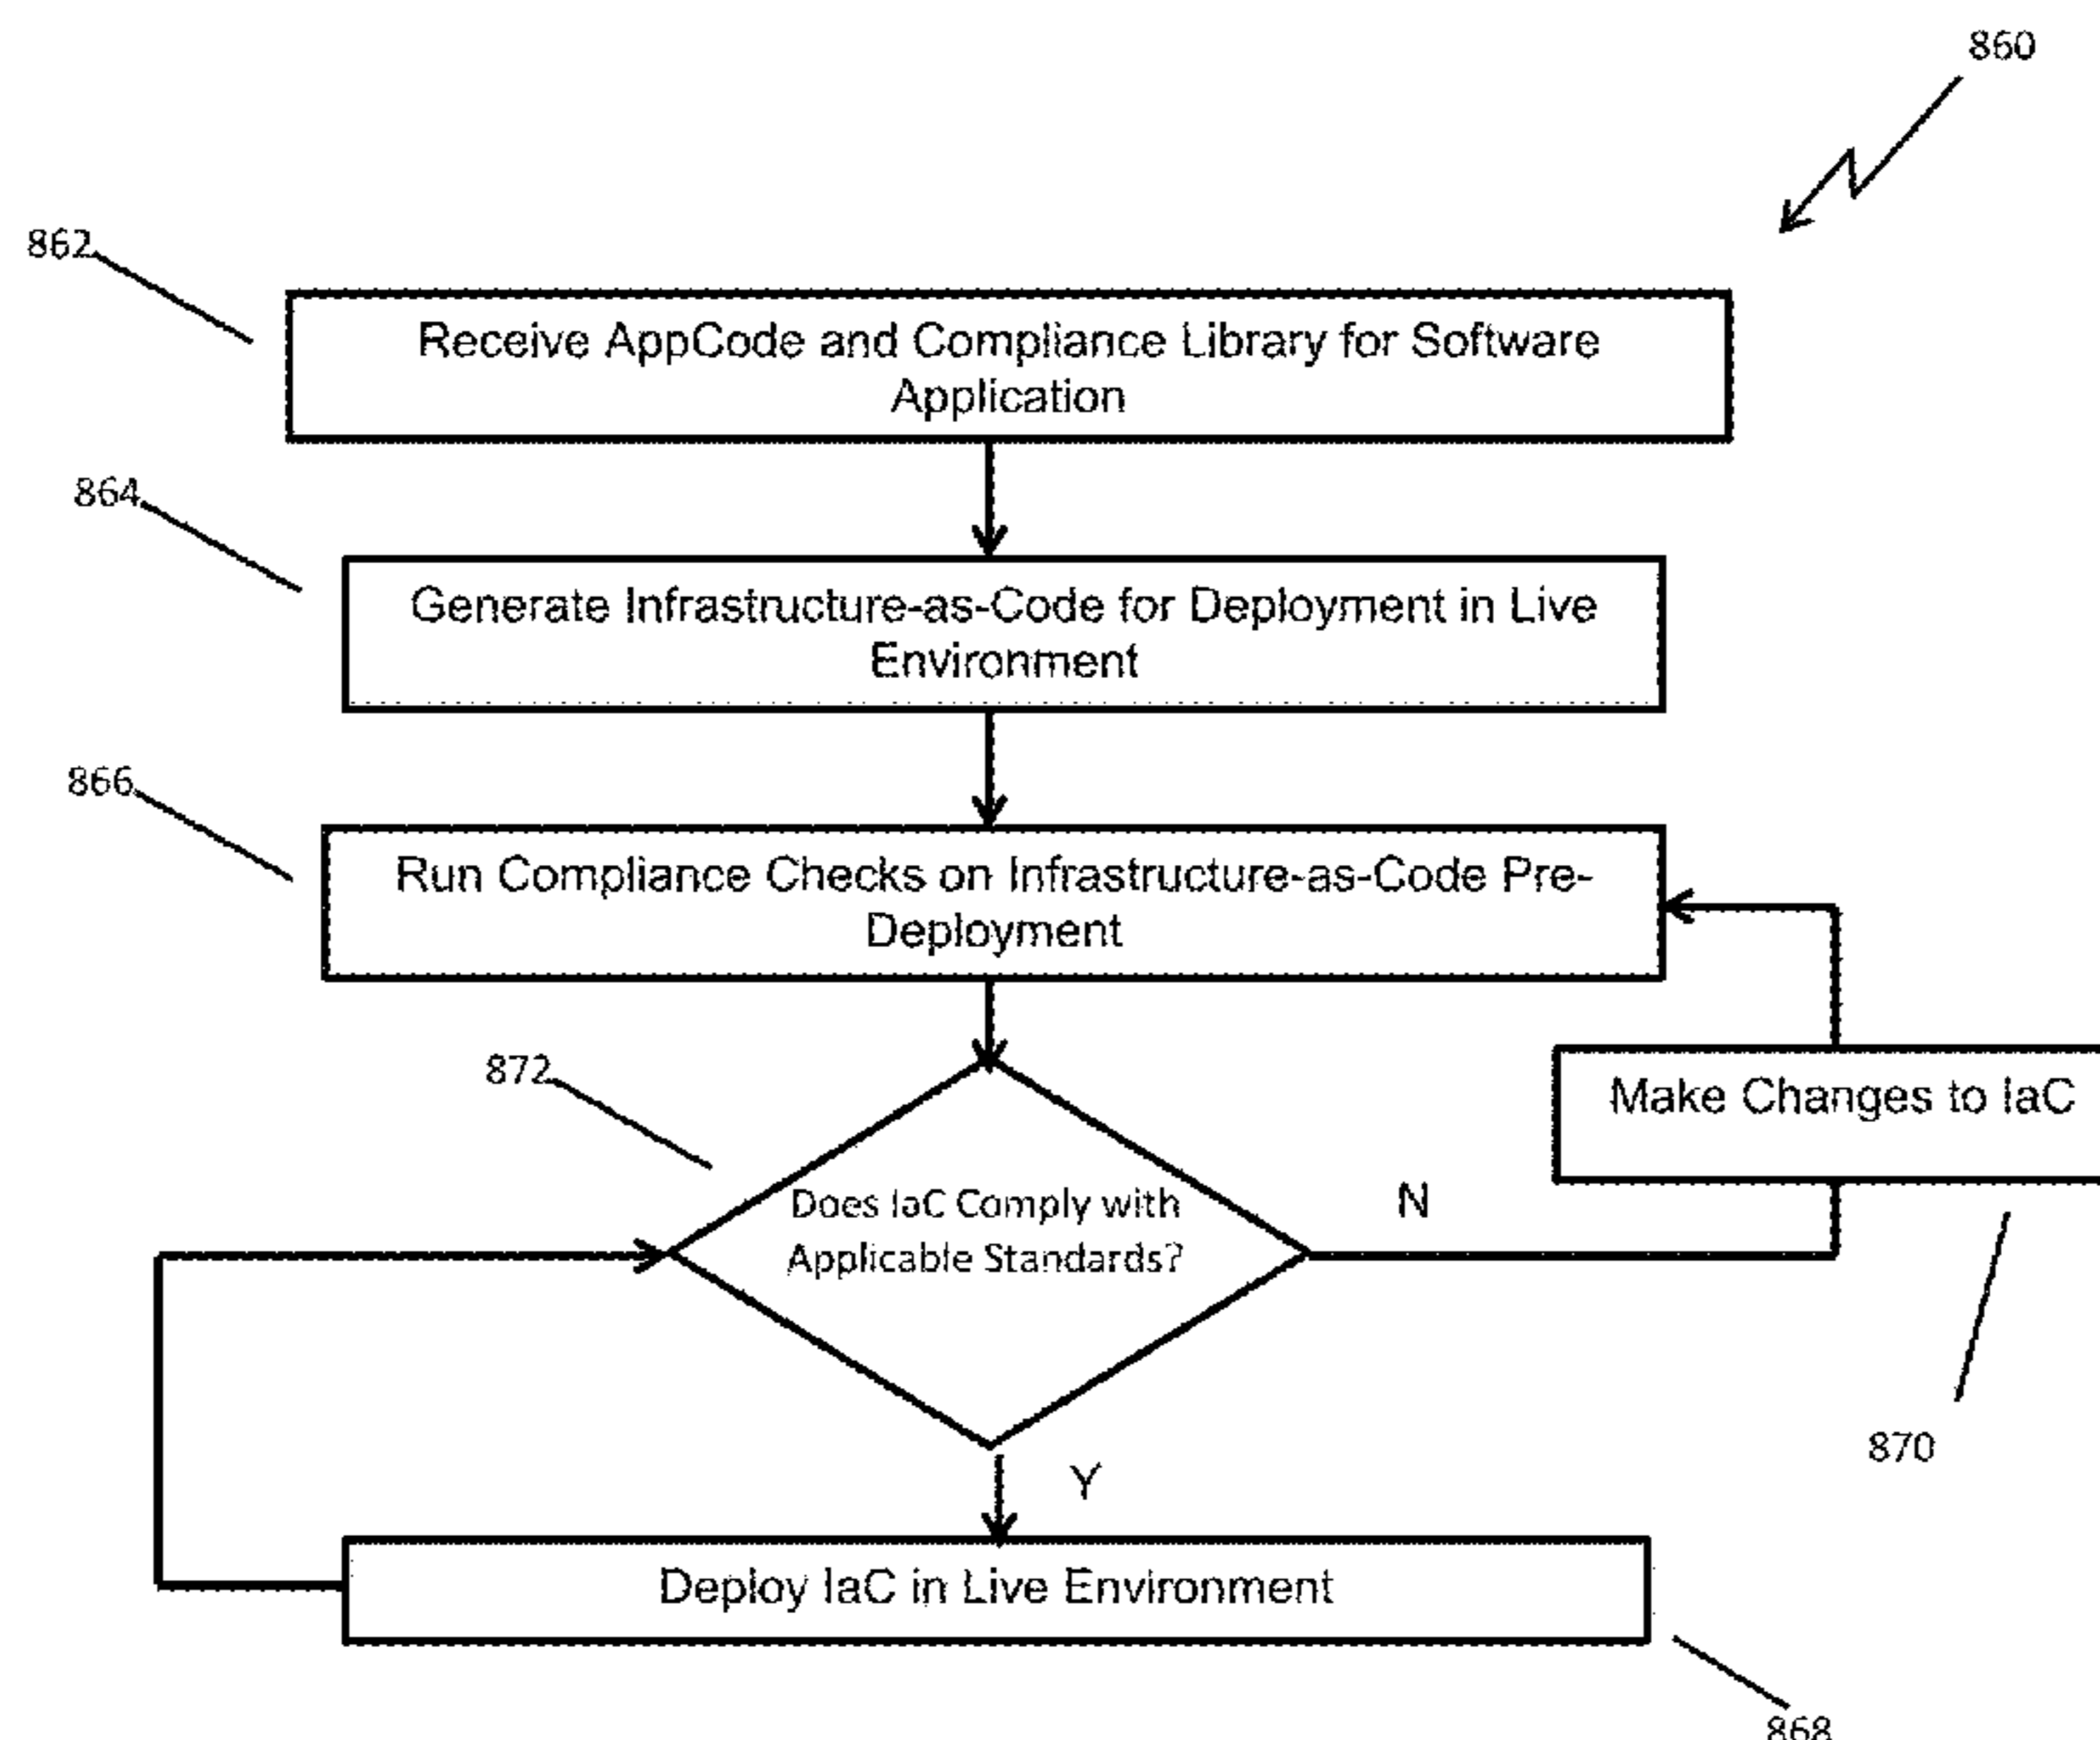 860
862
Receive AppCode and Compliance Library for Software
Application
864
Generate Infrastructure-as-Code for Deployment in Live
Environment
866
Run Compliance Checks on Infrastructure-as-Code Pre-
Deployment
872
Make Changes to IaC
Does IaC Comply with
Applicable Standards?
N
870
Y
Deploy IaC in Live Environment
868